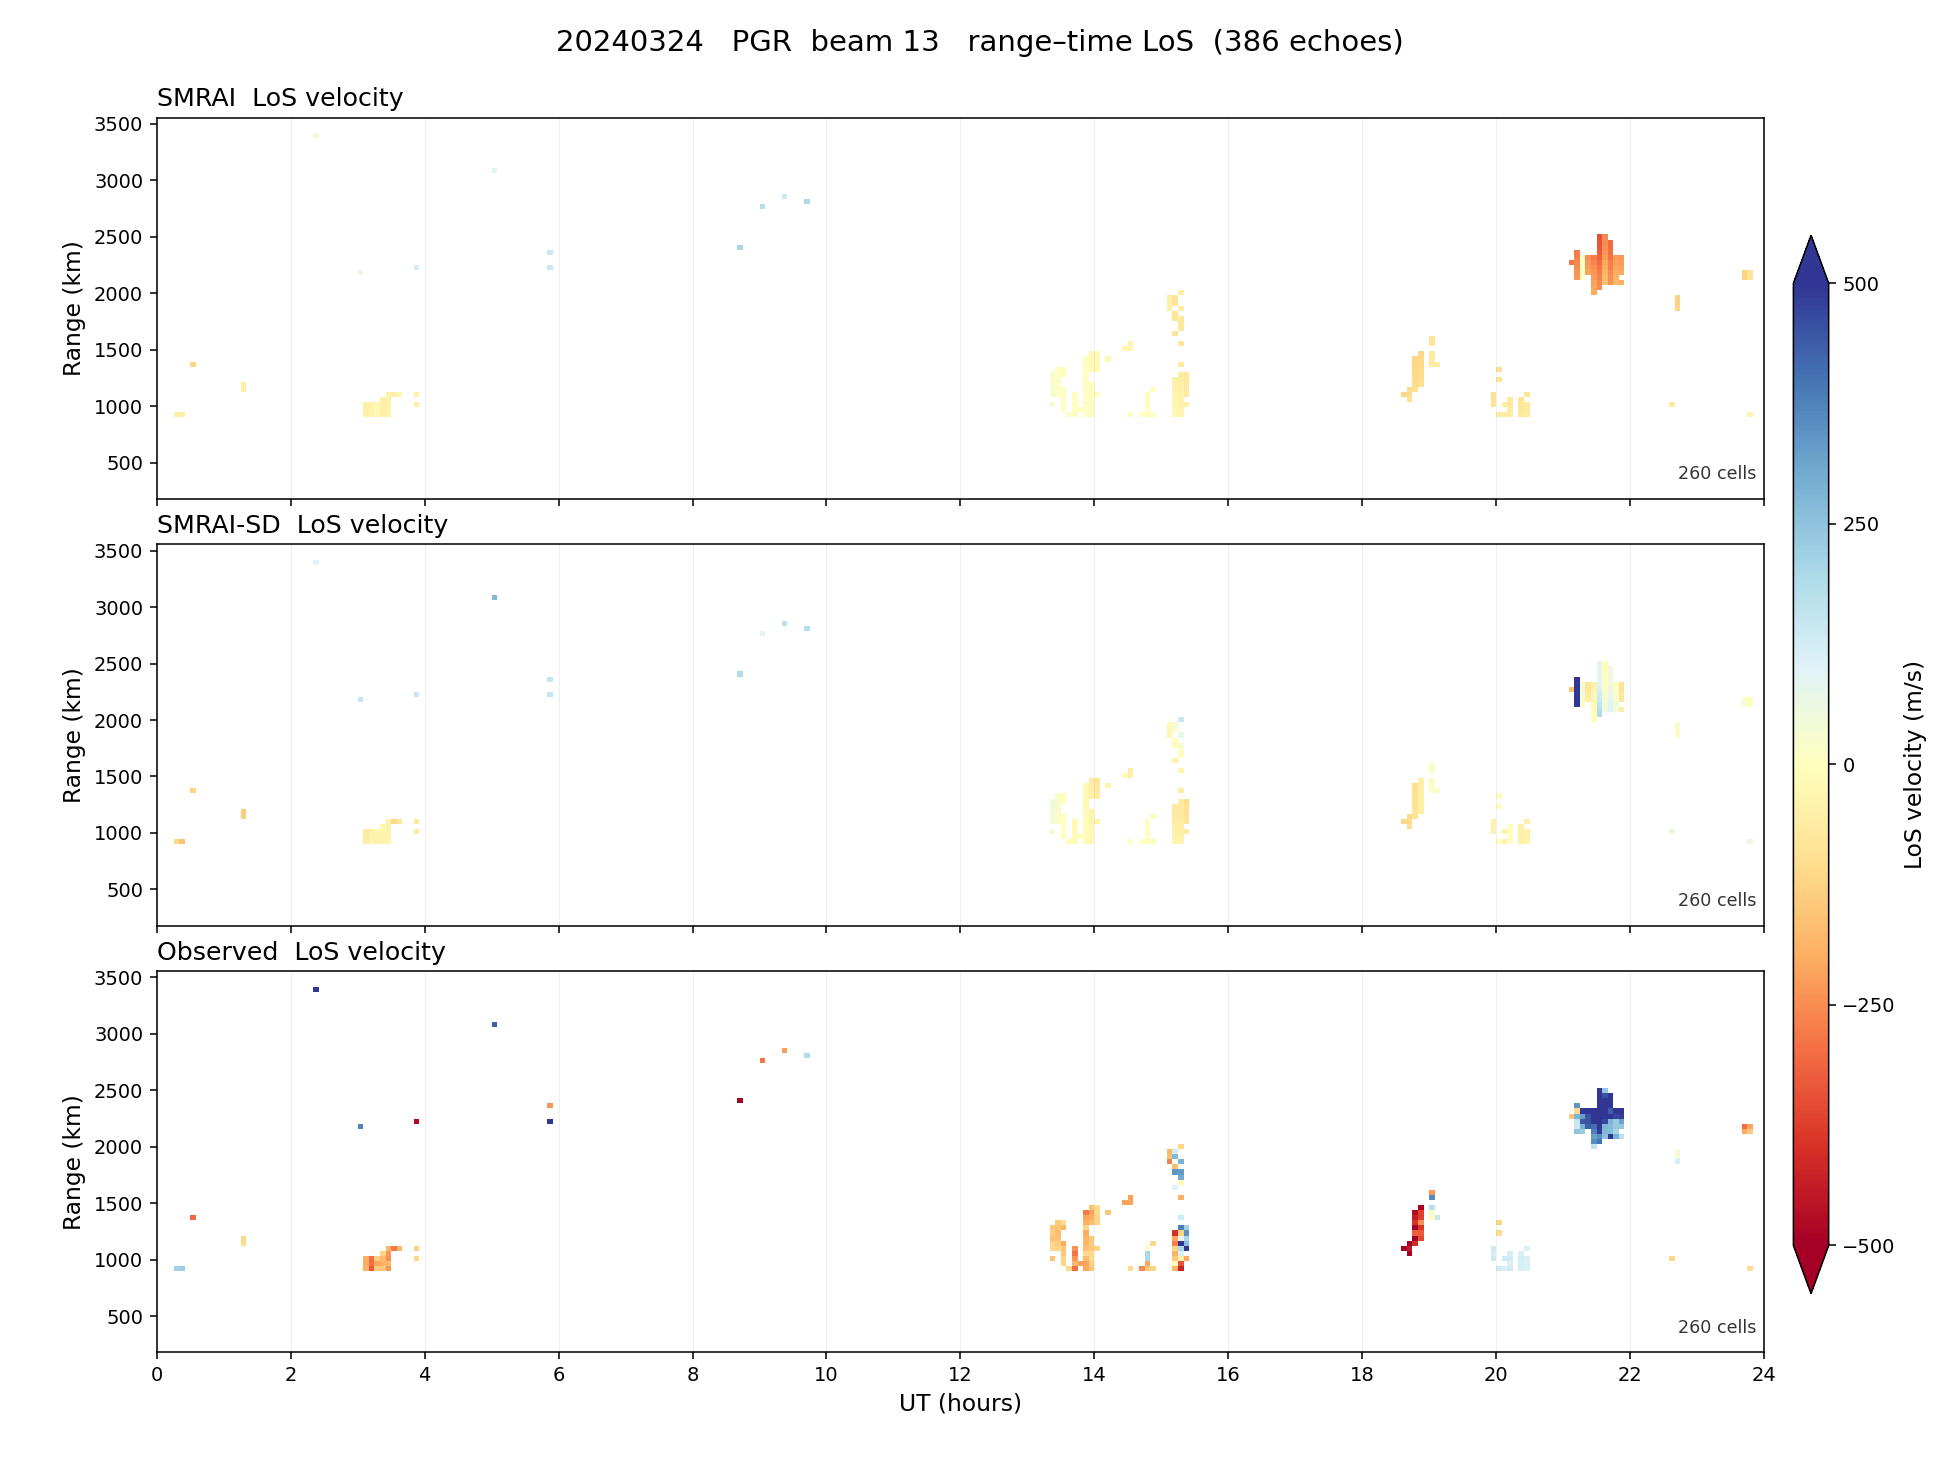 20240324   PGR  beam 13   range–time LoS  (386 echoes)
SMRAI  LoS velocity
3500
3000
2500
2000
1500
1000
500
Range (km)
260 cells
SMRAI-SD  LoS velocity
3500
3000
2500
2000
1500
1000
500
Range (km)
260 cells
Observed  LoS velocity
3500
3000
2500
2000
1500
1000
500
Range (km)
260 cells
0 2 4 6 8 10 12 14 16 18 20 22 24
UT (hours)
500
250
0
−250
−500
LoS velocity (m/s)